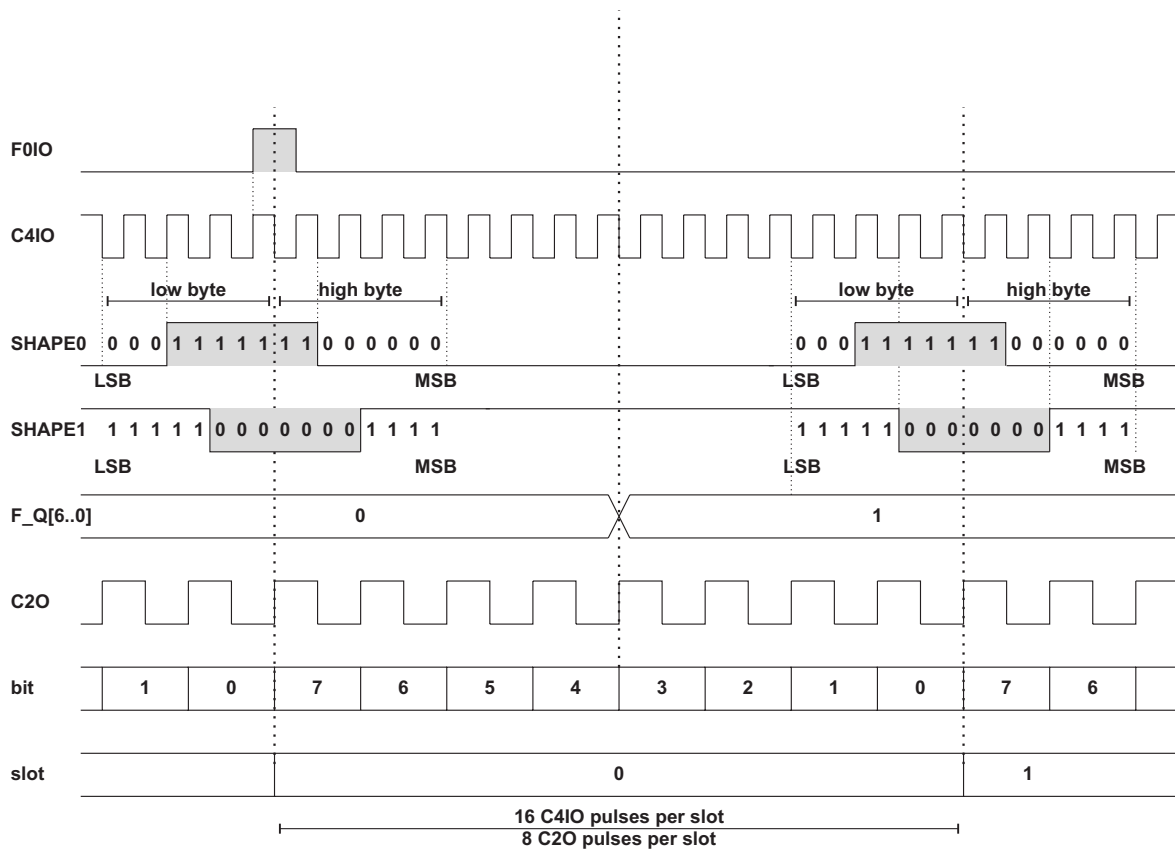 F0IO
C4IO
low byte high byte low byte high byte
SHAPE0 0 0 0 1 1 1 1 1 1 1 0 0 0 0 0 0 0 0 0 1 1 1 1 1 1 1 0 0 0 0 0 0
LSB MSB LSB MSB
SHAPE1 1 1 1 1 1 0 0 0 0 0 0 0 1 1 1 1 1 1 1 1 1 0 0 0 0 0 0 0 1 1 1 1
LSB MSB LSB MSB
F_Q[6..0] 0 1
C2O
bit 1 0 7 6 5 4 3 2 1 0 7 6
slot 0 1
16 C4IO pulses per slot
8 C2O pulses per slot